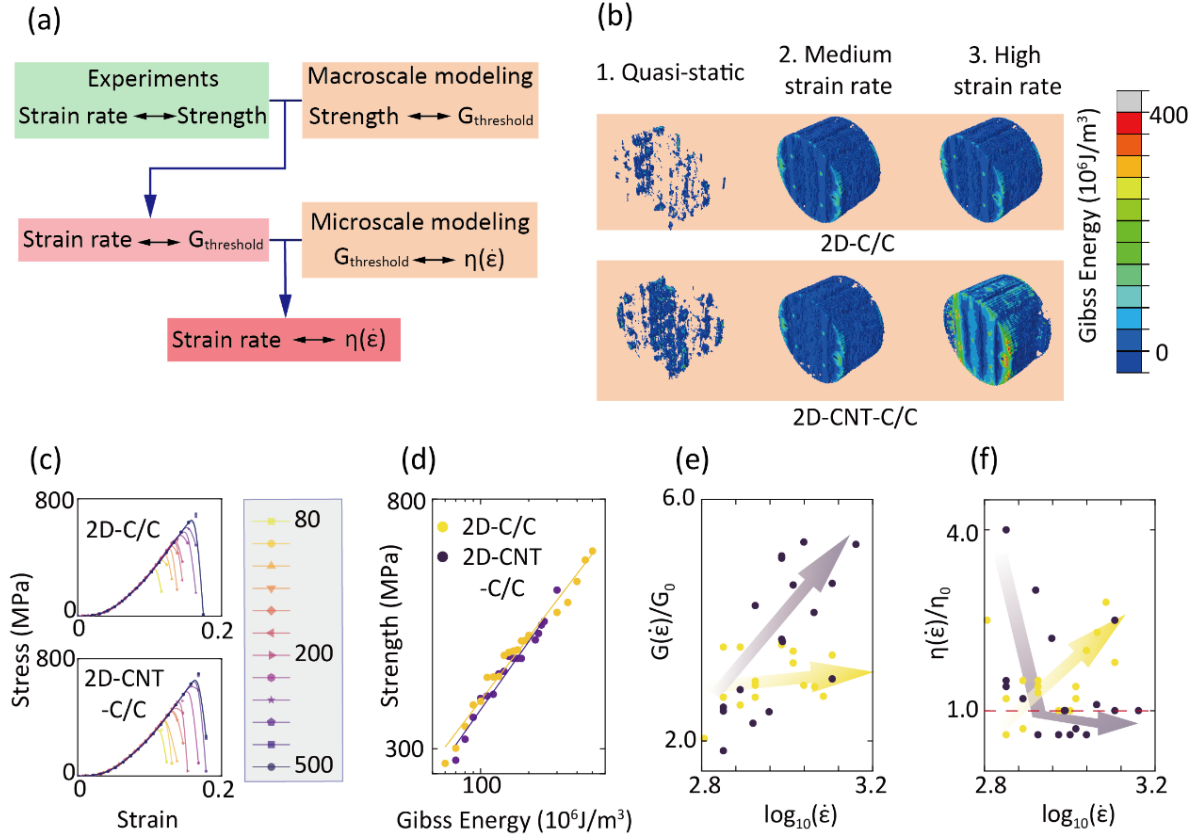 (a)
Experiments
Strain rate ↔ Strength
Macroscale modeling
Strength ↔ Gthreshold
Strain rate ↔ Gthreshold
Microscale modeling
Gthreshold ↔ η(ε̇)
Strain rate ↔ η(ε̇)
(b)
1. Quasi-static
2. Medium
strain rate
3. High
strain rate
2D-C/C
2D-CNT-C/C
Gibss Energy (10⁶J/m³)
400
0
(c)
800
2D-C/C
0
0
0.2
800
2D-CNT
-C/C
0
0
0.2
Stress (MPa)
Strain
80
200
500
(d)
800
2D-C/C
2D-CNT
-C/C
300
100
Strength (MPa)
Gibss Energy (10⁶J/m³)
(e)
6.0
2.0
2.8
3.2
G(ε̇)/G₀
log₁₀(ε̇)
(f)
4.0
1.0
2.8
3.2
η(ε̇)/η₀
log₁₀(ε̇)